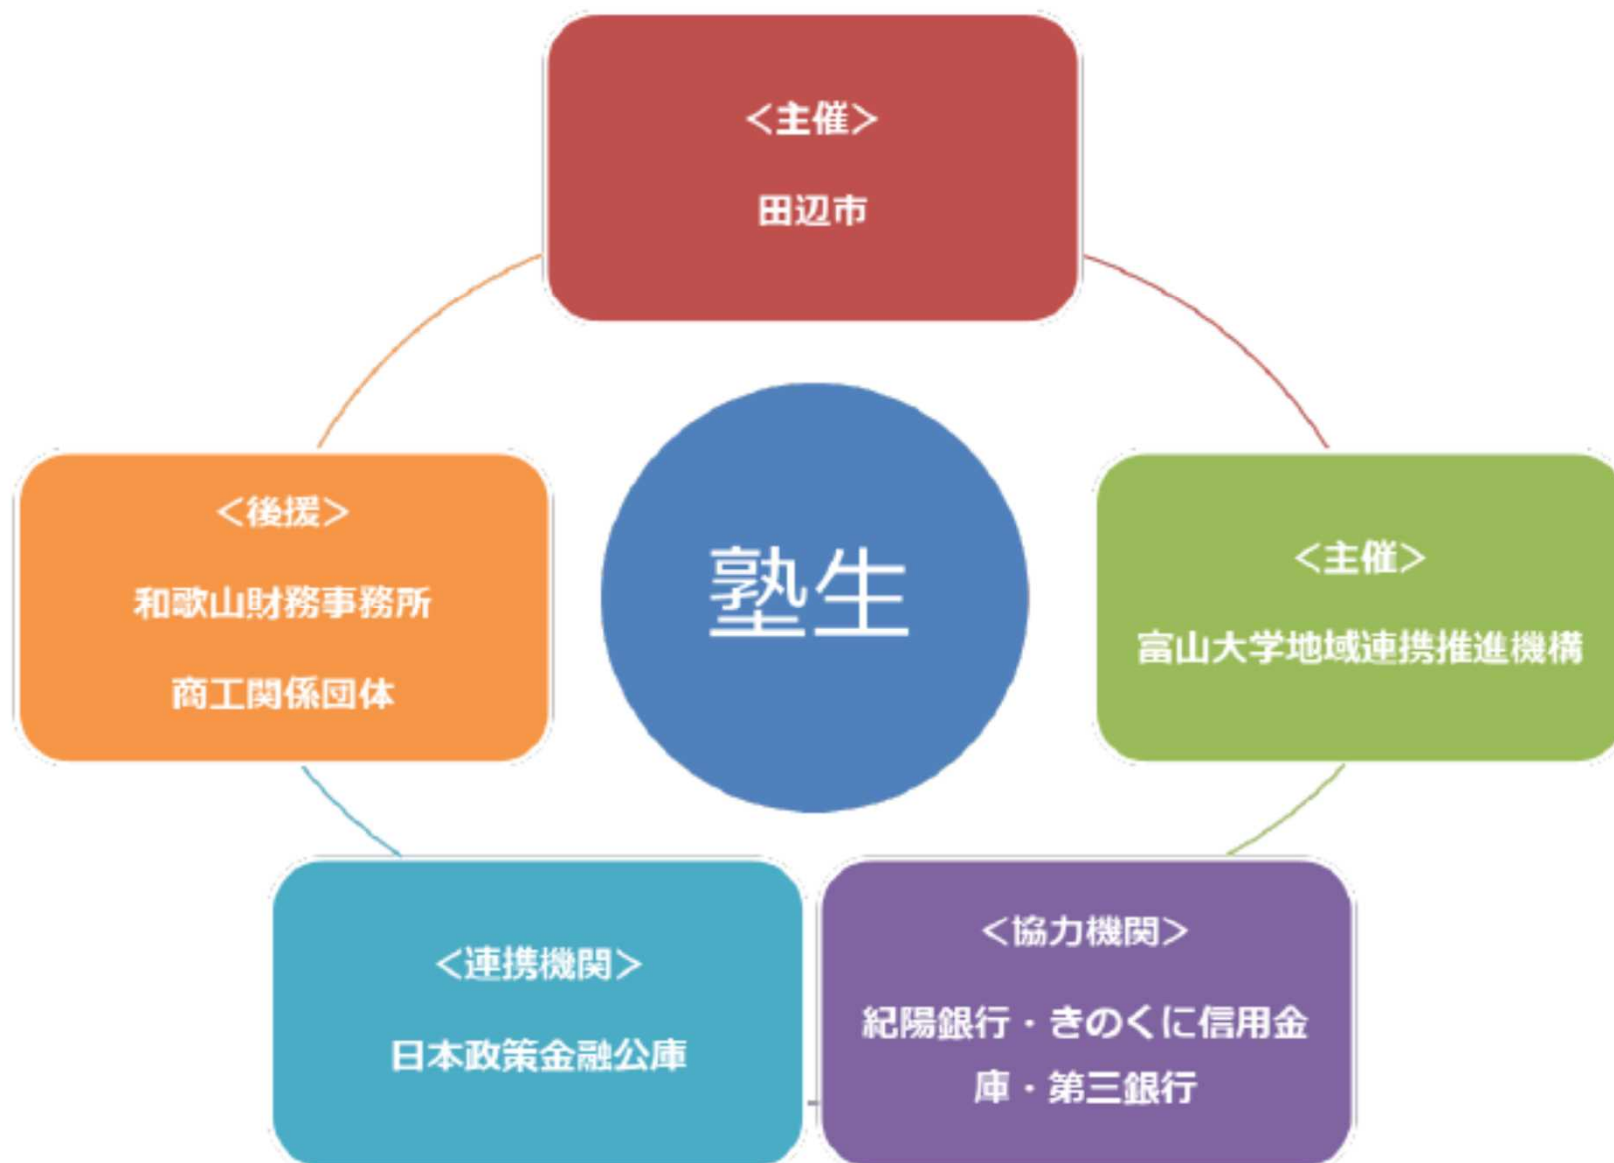 ＜主催＞
田辺市
＜後援＞
和歌山財務事務所
商工関係団体
塾生
＜主催＞
富山大学地域連携推進機構
＜連携機関＞
日本政策金融公庫
＜協力機関＞
紀陽銀行・きのくに信用金
庫・第三銀行